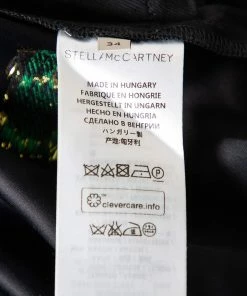 34
STELLA McCARTNEY
MADE IN HUNGARY
FABRIQUÉ EN HONGRIE
HERGESTELLT IN UNGARN
HECHO EN HUNGRIA
СДЕЛАНО В ВЕНГРИИ
ハンガリー製
产地:匈牙利
P
clevercare.info